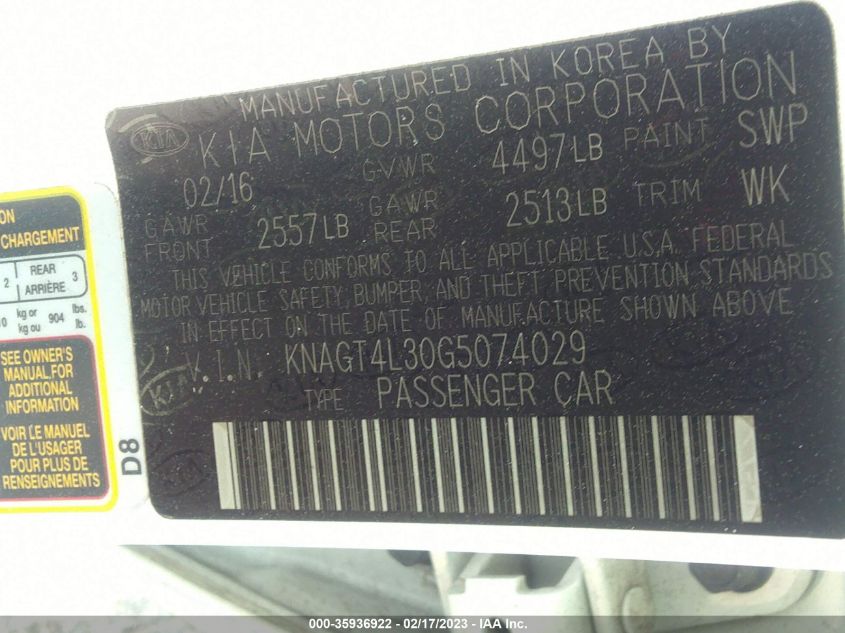 MANUFACTURED IN KOREA BY
KIA KIA MOTORS CORPORATION
02/16 GVWR 4497LB PAINT SWP
GAWR FRONT 2557LB GAWR REAR 2513LB TRIM WK
THIS VEHICLE CONFORMS TO ALL APPLICABLE U.S.A. FEDERAL
MOTOR VEHICLE SAFETY, BUMPER, AND THEFT PREVENTION STANDARDS
IN EFFECT ON THE DATE OF MANUFACTURE SHOWN ABOVE
V.I.N. KNAGT4L30G5074029
TYPE PASSENGER CAR
KIA
D8
ON
CHARGEMENT
2 REAR ARRIÈRE 3
kg or kg ou 904 lbs. lb.
SEE OWNER'S
MANUAL FOR
ADDITIONAL
INFORMATION
VOIR LE MANUEL
DE L'USAGER
POUR PLUS DE
RENSEIGNEMENTS
000-35936922 - 02/17/2023 - IAA Inc.